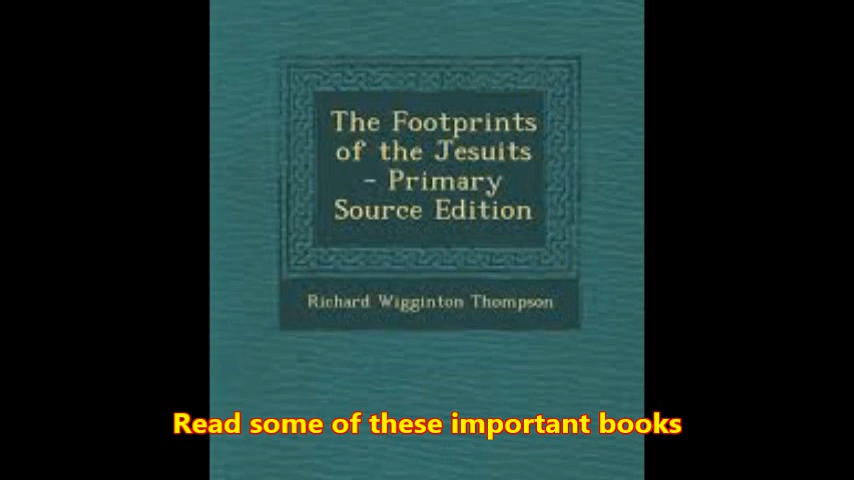 The Footprints
of the Jesuits
- Primary
Source Edition
Richard Wigginton Thompson
Read some of these important books